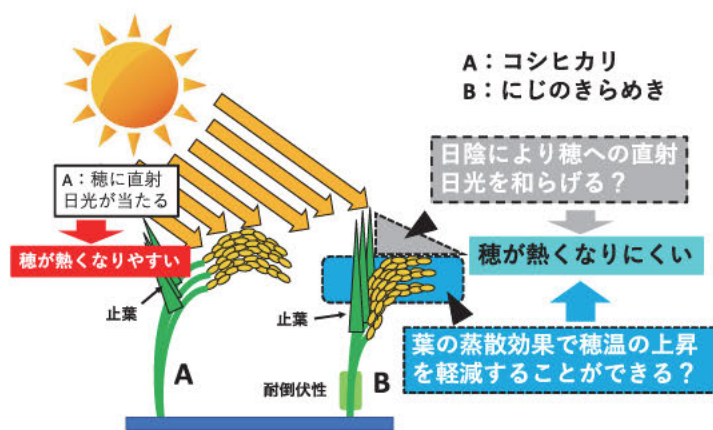 A：コシヒカリ
B：にじのきらめき
A：穂に直射
日光が当たる
穂が熱くなりやすい
日陰により穂への直射
日光を和らげる？
穂が熱くなりにくい
葉の蒸散効果で穂温の上昇
を軽減することができる？
止葉
止葉
A
耐倒伏性
B